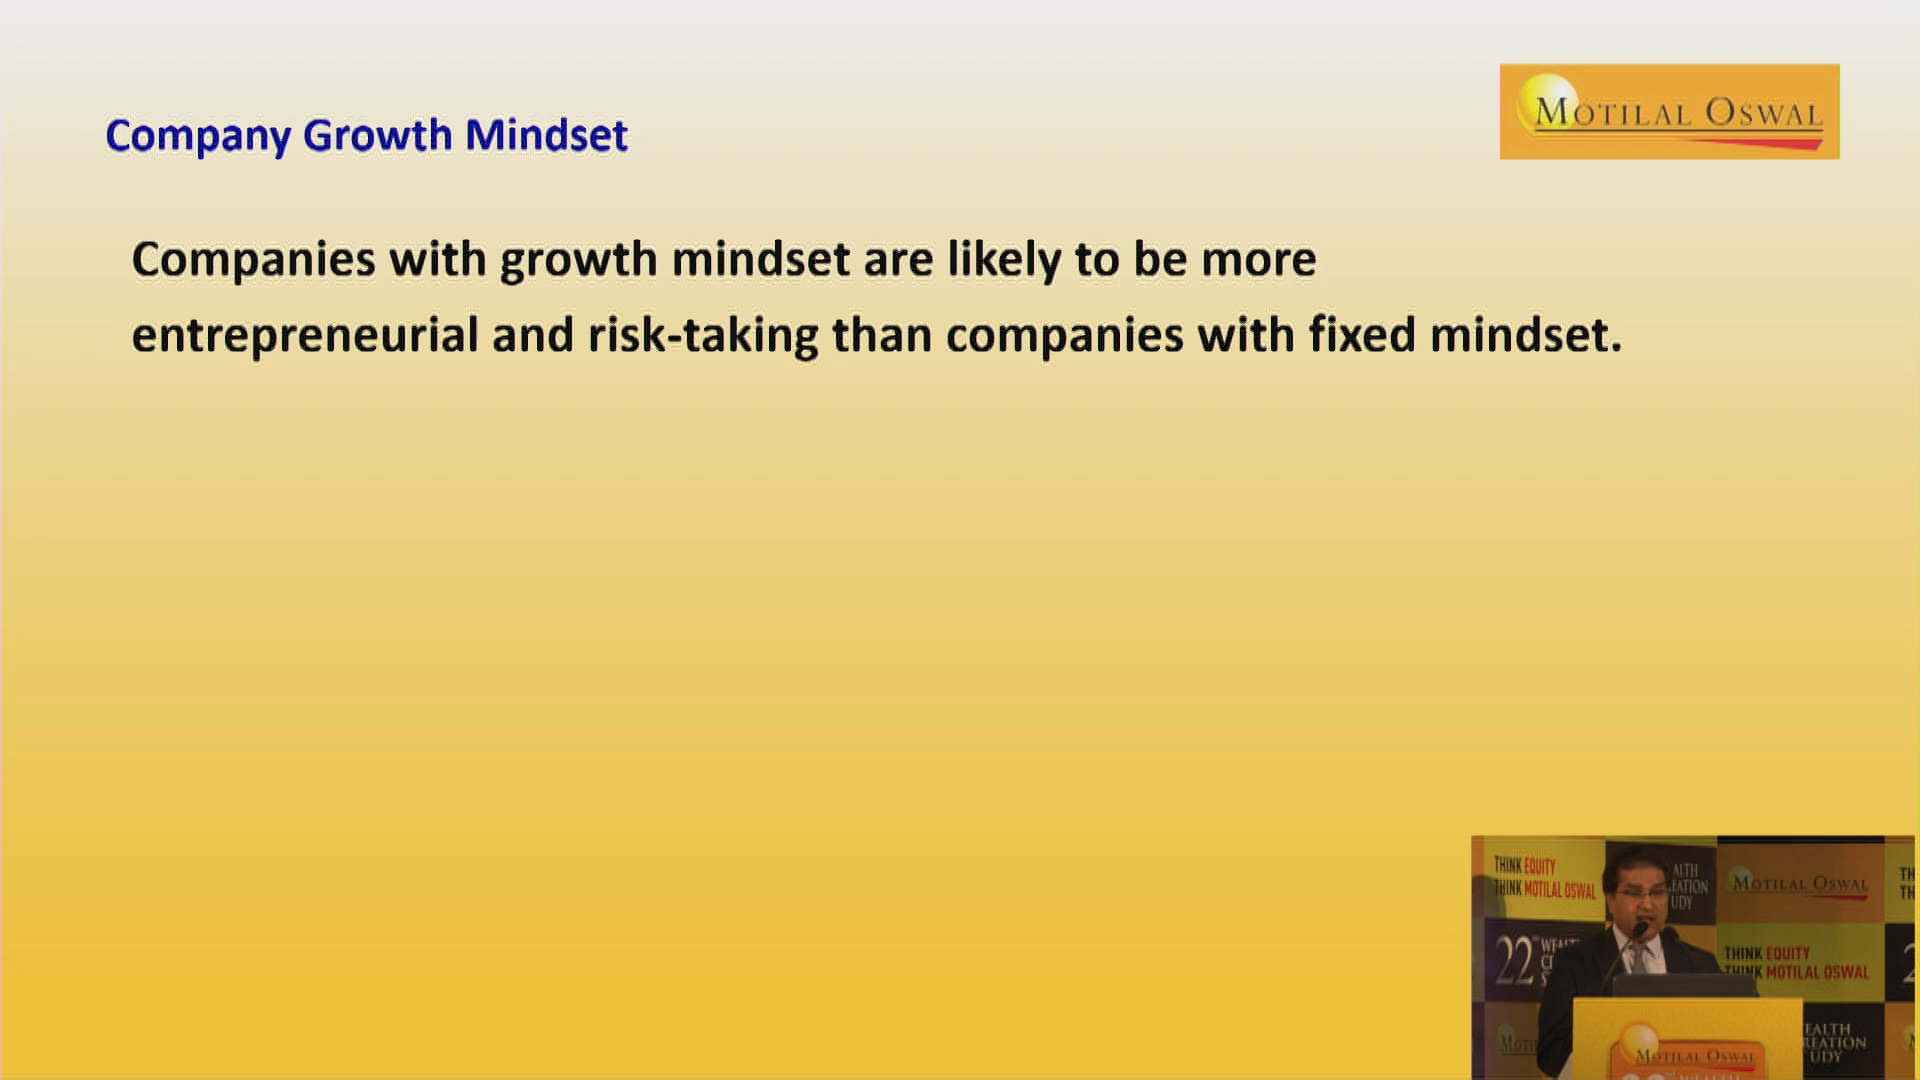 Company Growth Mindset
MOTILAL OSWAL
Companies with growth mindset are likely to be more
entrepreneurial and risk-taking than companies with fixed mindset.
THINK EQUITY
THINK MOTILAL OSWAL
MOTILAL OSWAL
22
THINK EQUITY
THINK MOTILAL OSWAL
MOTILAL OSWAL